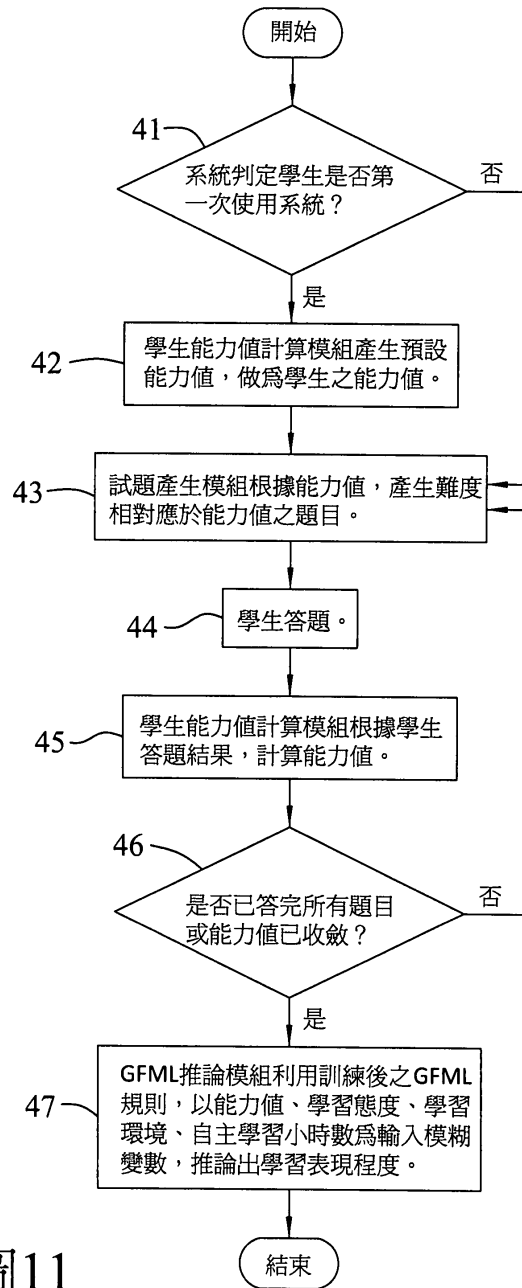 開始
41
系統判定學生是否第
一次使用系統？
否
是
42
學生能力值計算模組產生預設
能力值，做爲學生之能力值。
43
試題產生模組根據能力值，產生難度
相對應於能力值之題目。
44
學生答題。
45
學生能力值計算模組根據學生
答題結果，計算能力值。
46
是否已答完所有題目
或能力值已收斂？
否
是
47
GFML推論模組利用訓練後之GFML
規則，以能力值、學習態度、學習
環境、自主學習小時數爲輸入模糊
變數，推論出學習表現程度。
結束
圖11